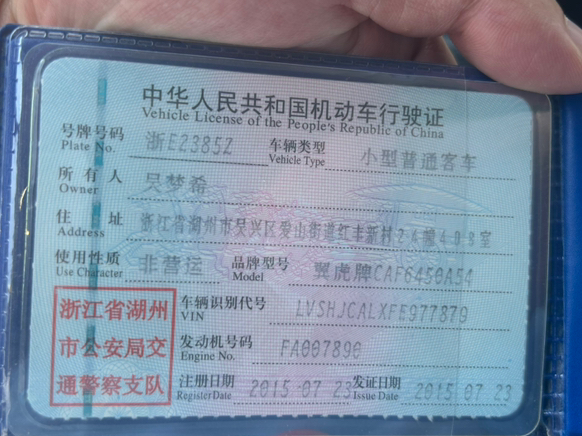 中华人民共和国机动车行驶证
Vehicle License of the People's Republic of China
号牌号码 浙E2385Z 车辆类型 小型普通客车
Plate No. Vehicle Type
所有人 吴梦希
Owner
住址 浙江省湖州市吴兴区爱山街道红丰新村24幢403室
Address
使用性质 非营运 品牌型号 翼虎牌CAF6450A54
Use Character Model
浙江省湖州 车辆识别代号 LVSHJCALXFE977879
VIN
市公安局交 发动机号码 FA007890
Engine No.
通警察支队 注册日期 2015-07-23 发证日期 2015-07-23
Register Date Issue Date